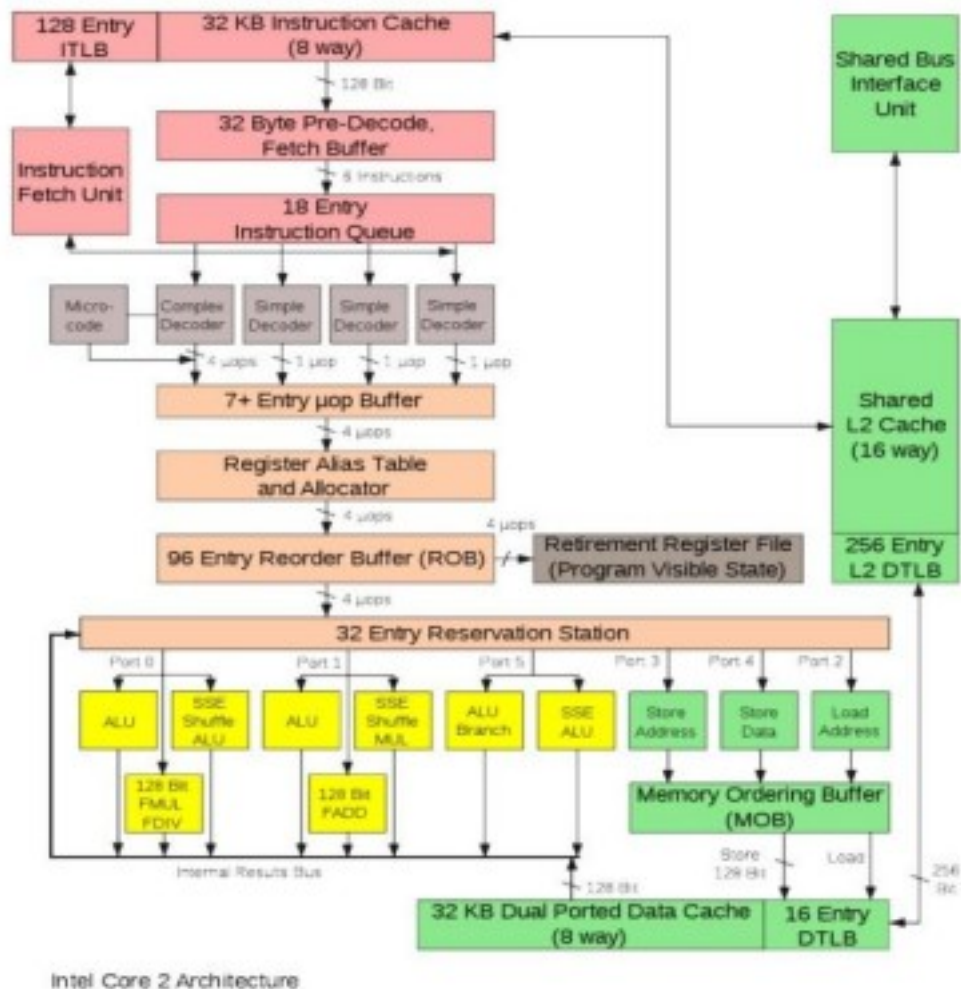 128 Entry
ITLB
32 KB Instruction Cache
(8 way)
Shared Bus
Interface
Unit
128 Bit
32 Byte Pre-Decode,
Fetch Buffer
Instruction
Fetch Unit
6 Instructions
18 Entry
Instruction Queue
Micro-
code
Complex
Decoder
Simple
Decoder
Simple
Decoder
Simple
Decoder
4 µops
1 µop
1 µop
1 µop
Shared
L2 Cache
(16 way)
7+ Entry µop Buffer
4 µops
Register Alias Table
and Allocator
4 µops
4 µops
96 Entry Reorder Buffer (ROB)
Retirement Register File
(Program Visible State)
256 Entry
L2 DTLB
4 µops
32 Entry Reservation Station
Port 0
Port 1
Port 5
Port 3
Port 4
Port 2
ALU
SSE
Shuffle
ALU
ALU
SSE
Shuffle
MUL
ALU
Branch
SSE
ALU
Store
Address
Store
Data
Load
Address
128 Bit
FMUL
FDIV
128 Bit
FADD
Memory Ordering Buffer
(MOB)
Internal Results Bus
Store
128 Bit
Load
256
Bit
128 Bit
32 KB Dual Ported Data Cache
(8 way)
16 Entry
DTLB
Intel Core 2 Architecture